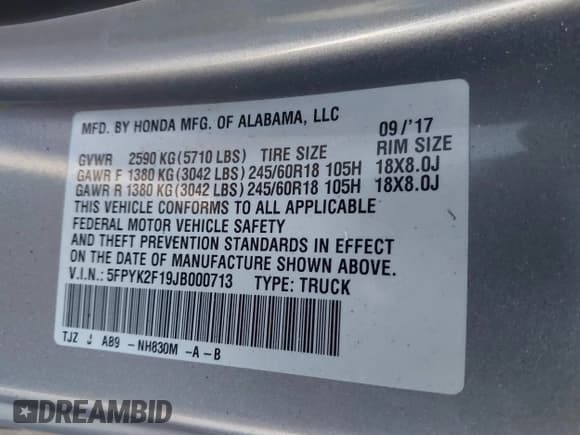 MFD. BY HONDA MFG. OF ALABAMA, LLC
09/'17
GVWR 2590 KG(5710 LBS) TIRE SIZE RIM SIZE
GAWR F 1380 KG(3042 LBS) 245/60R18 105H 18X8.0J
GAWR R 1380 KG(3042 LBS) 245/60R18 105H 18X8.0J
THIS VEHICLE CONFORMS TO ALL APPLICABLE
FEDERAL MOTOR VEHICLE SAFETY
AND THEFT PREVENTION STANDARDS IN EFFECT
ON THE DATE OF MANUFACTURE SHOWN ABOVE.
V.I.N.: 5FPYK2F19JB000713 TYPE: TRUCK
TJZ J AB9 -NH830M -A-B
DREAMBID